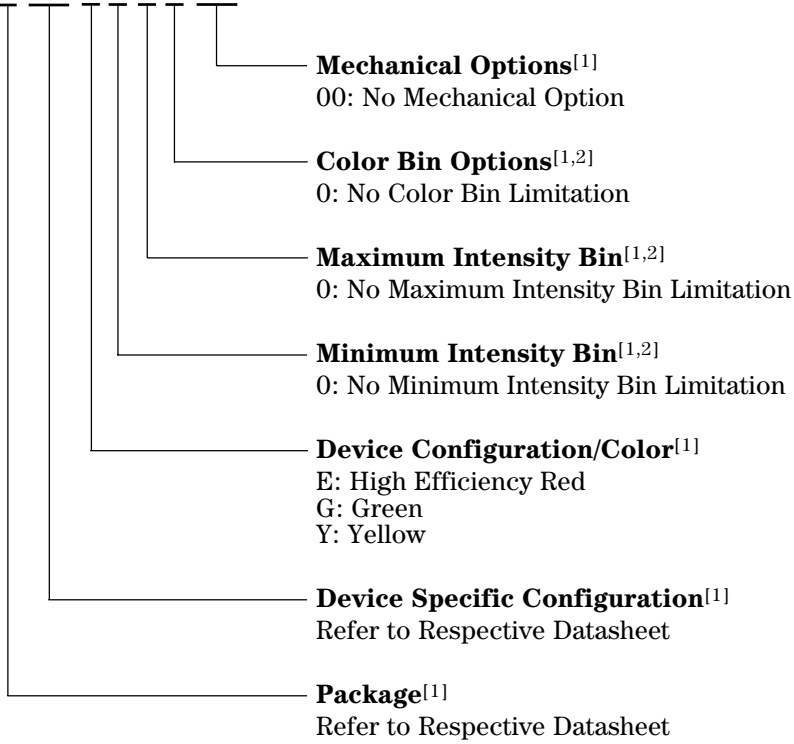 Mechanical Options[1]
00: No Mechanical Option
Color Bin Options[1,2]
0: No Color Bin Limitation
Maximum Intensity Bin[1,2]
0: No Maximum Intensity Bin Limitation
Minimum Intensity Bin[1,2]
0: No Minimum Intensity Bin Limitation
Device Configuration/Color[1]
E: High Efficiency Red
G: Green
Y: Yellow
Device Specific Configuration[1]
Refer to Respective Datasheet
Package[1]
Refer to Respective Datasheet